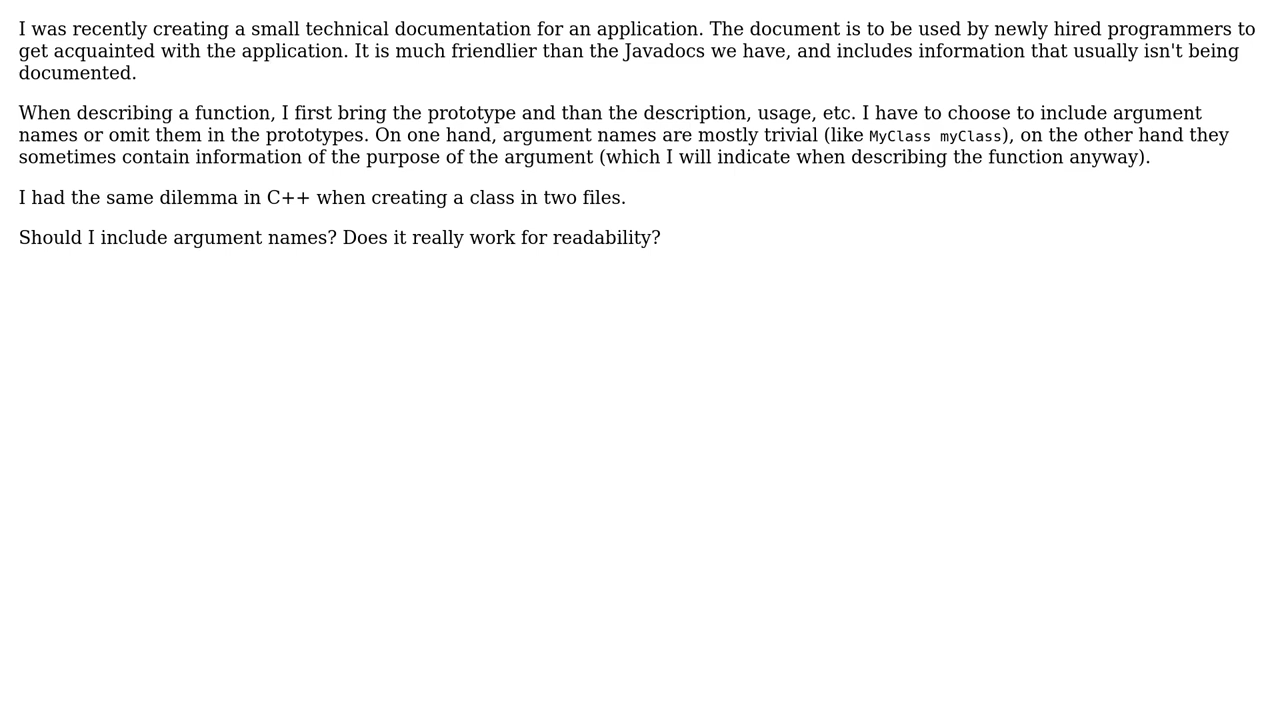 I was recently creating a small technical documentation for an application. The document is to be used by newly hired programmers to
get acquainted with the application. It is much friendlier than the Javadocs we have, and includes information that usually isn't being
documented.
When describing a function, I first bring the prototype and than the description, usage, etc. I have to choose to include argument
names or omit them in the prototypes. On one hand, argument names are mostly trivial (like MyClass myClass), on the other hand they
sometimes contain information of the purpose of the argument (which I will indicate when describing the function anyway).
I had the same dilemma in C++ when creating a class in two files.
Should I include argument names? Does it really work for readability?